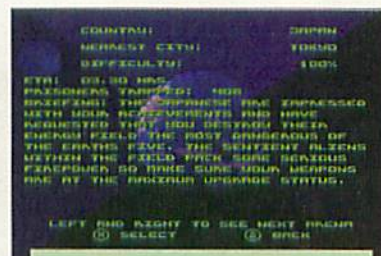 COUNTRY: JAPAN
NEAREST CITY: TOKYO
DIFFICULTY: 100%
ETA: 03.30 HRS
PRISONERS TRAPPED: 408
BRIEFING: THE JAPANESE ARE IMPRESSED
WITH YOUR ACHIEVEMENTS AND HAVE
REQUESTED THAT YOU DISTATE THEIR
ENERGY FIELD, THE MOST DANGEROUS OF
THE EARTHS FIVE. THE SENTIENT ALIENS
WITHIN THE FIELD PACK SOME SERIOUS
FIREPOWER SO MAKE SURE YOUR WEAPONS
ARE AT THE MAXIMUM UPGRADE STATUS.
LEFT AND RIGHT TO SEE NEXT ARENA
SELECT BACK